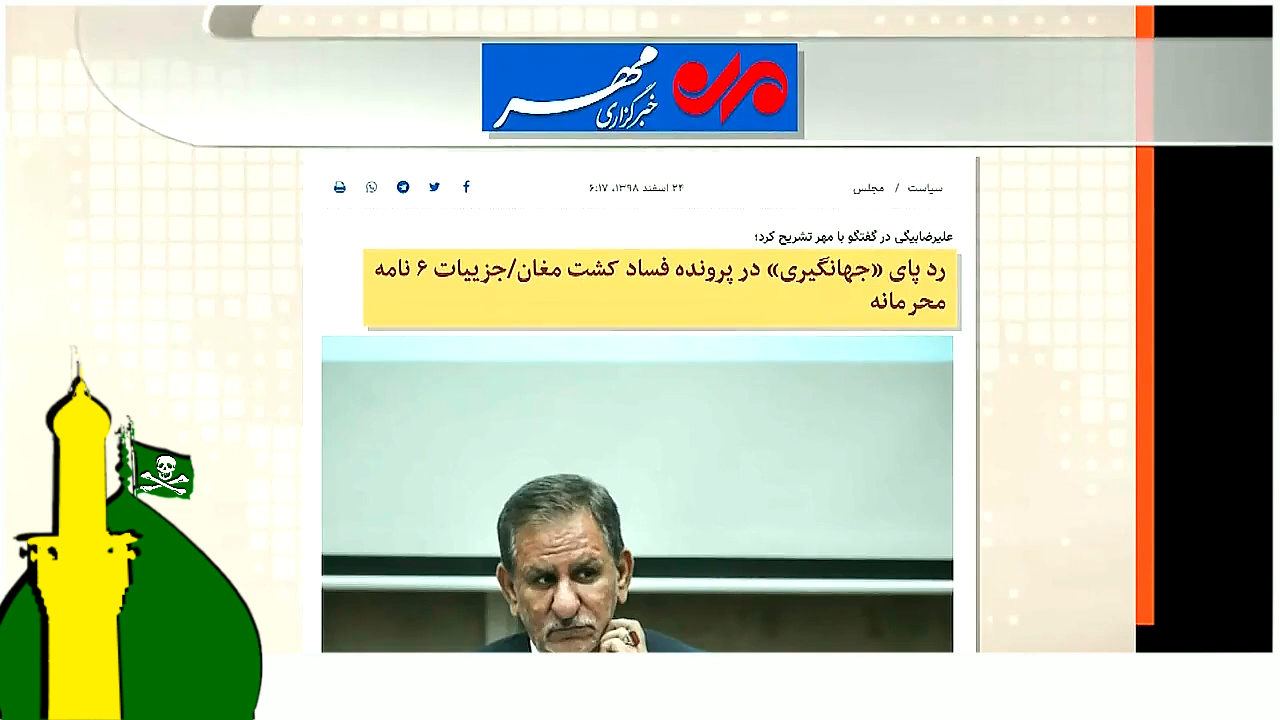 مهر
خبرگزاری
سیاست / مجلس
۲۴ اسفند ۱۳۹۸، ۶:۱۷
علیرضابیگی در گفتگو با مهر تشریح کرد؛
رد پای «جهانگیری» در پرونده فساد کشت مغان/جزییات ۶ نامه
محرمانه